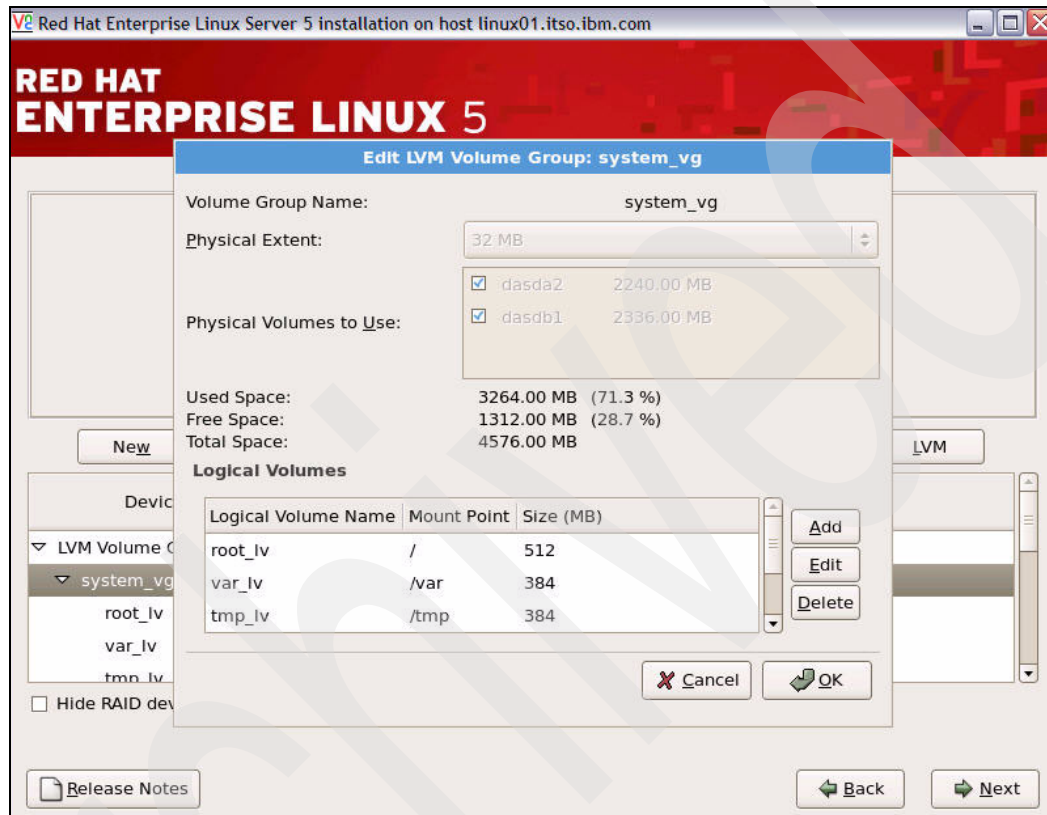 Red Hat Enterprise Linux Server 5 installation on host linux01.itso.ibm.com
RED HAT
ENTERPRISE LINUX 5
Edit LVM Volume Group: system_vg
Volume Group Name: system_vg
Physical Extent: 32 MB
Physical Volumes to Use:
dasda2 2240.00 MB
dasdb1 2336.00 MB
Used Space: 3264.00 MB (71.3 %)
Free Space: 1312.00 MB (28.7 %)
Total Space: 4576.00 MB
Logical Volumes
Logical Volume Name Mount Point Size (MB)
root_lv / 512
var_lv /var 384
tmp_lv /tmp 384
Add
Edit
Delete
Cancel OK
New LVM
Devic
LVM Volume G
system_vg
root_lv
var_lv
tmp_lv
Hide RAID dev
Release Notes Back Next